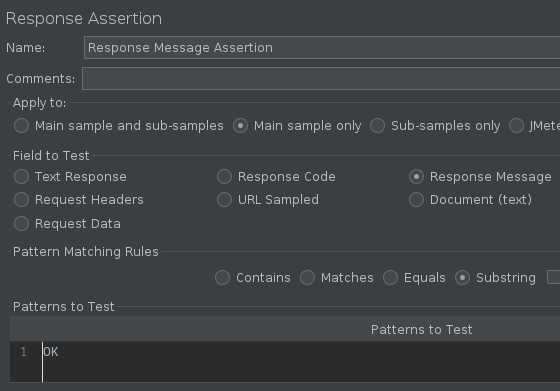 Response Assertion
Name: Response Message Assertion
Comments:
Apply to:
Main sample and sub-samples Main sample only Sub-samples only JMete
Field to Test
Text Response Response Code Response Message
Request Headers URL Sampled Document (text)
Request Data
Pattern Matching Rules
Contains Matches Equals Substring
Patterns to Test
Patterns to Test
1 OK